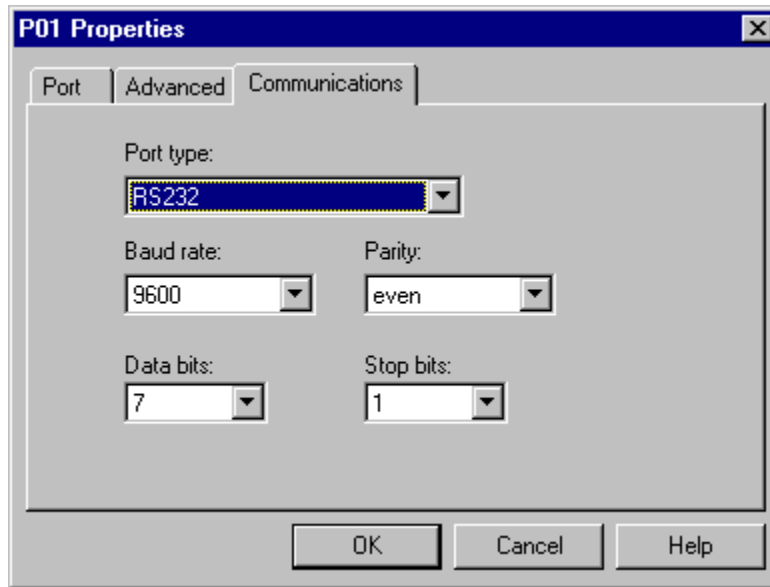 P01 Properties
Port Advanced Communications
Port type:
RS232
Baud rate: Parity:
9600 even
Data bits: Stop bits:
7 1
OK Cancel Help